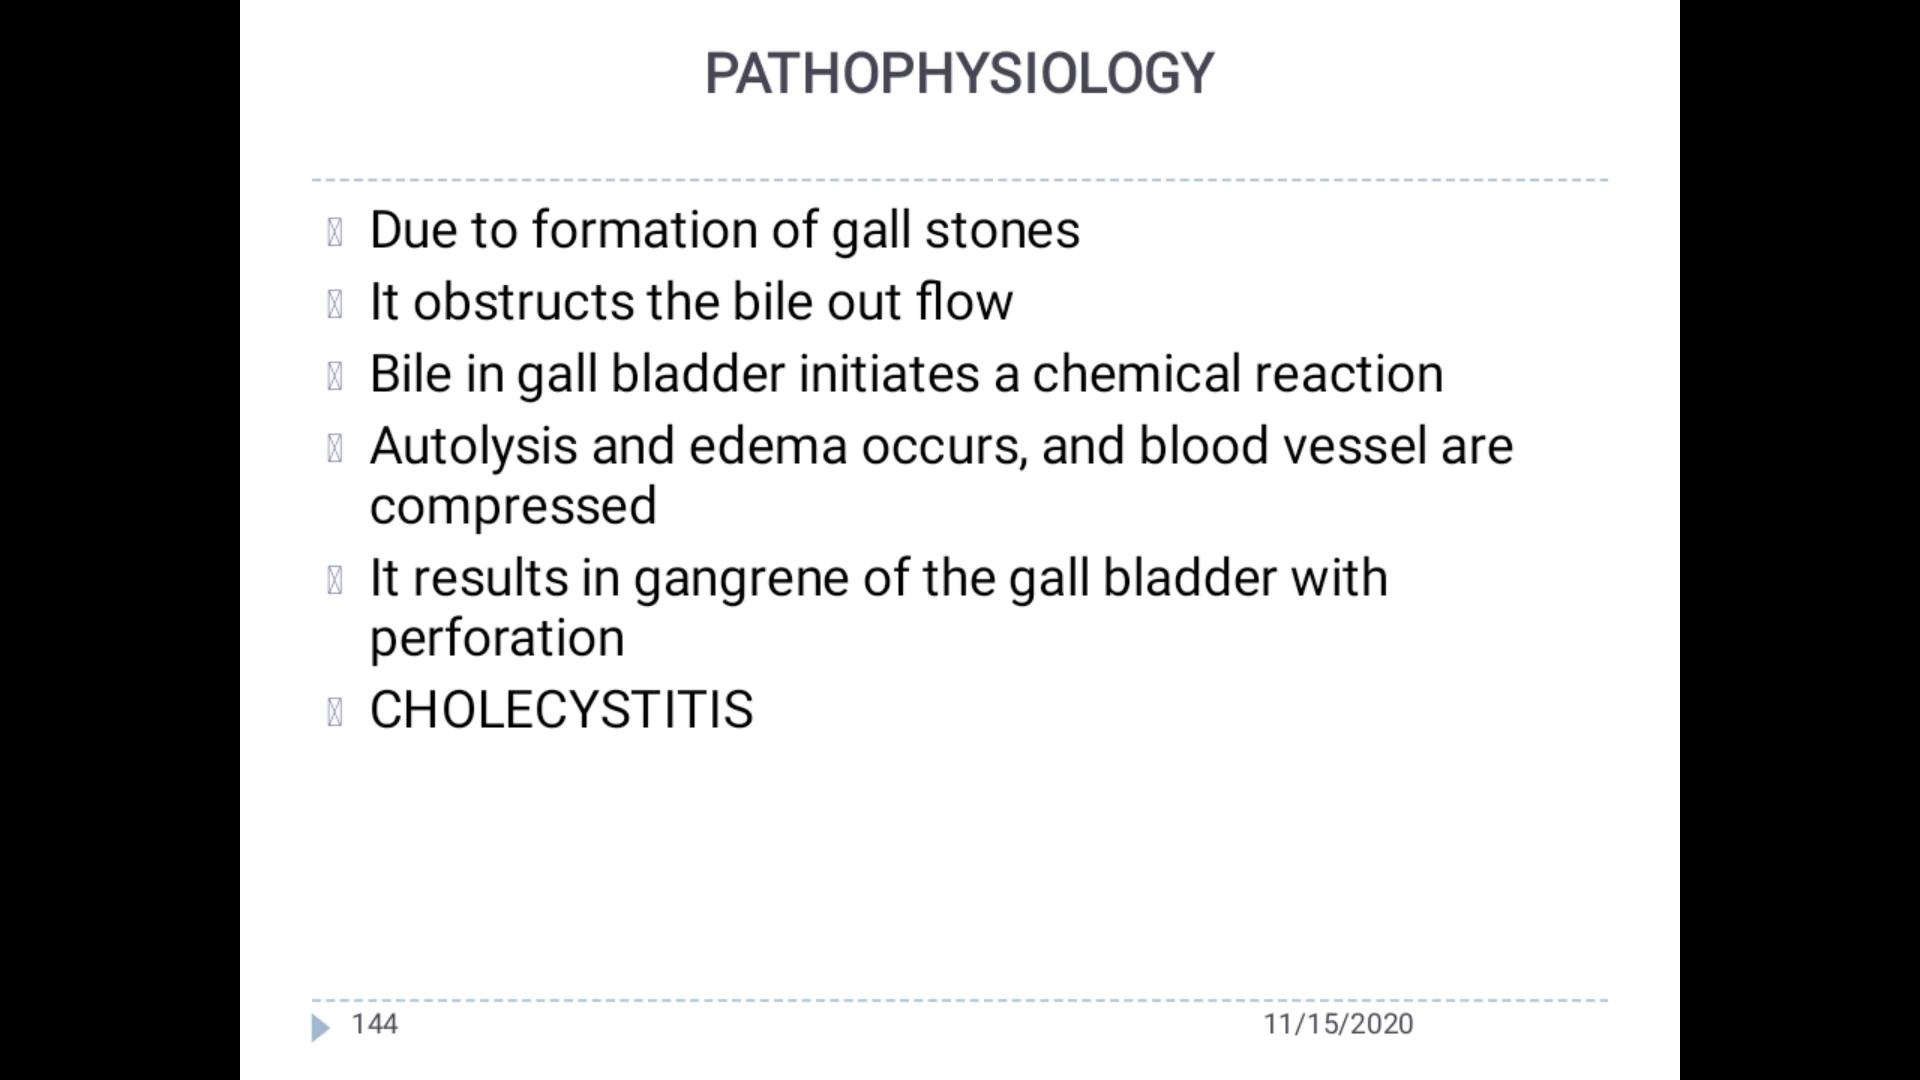 PATHOPHYSIOLOGY
Due to formation of gall stones
It obstructs the bile out flow
Bile in gall bladder initiates a chemical reaction
Autolysis and edema occurs, and blood vessel are
compressed
It results in gangrene of the gall bladder with
perforation
CHOLECYSTITIS
144
11/15/2020